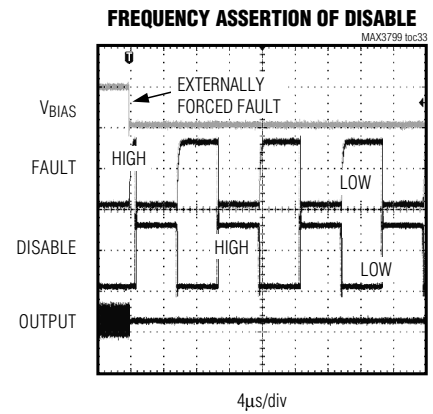 FREQUENCY ASSERTION OF DISABLE
MAX3799 toc33
T
EXTERNALLY
FORCED FAULT
VBIAS
HIGH
FAULT
LOW
DISABLE
HIGH
LOW
OUTPUT
4µs/div